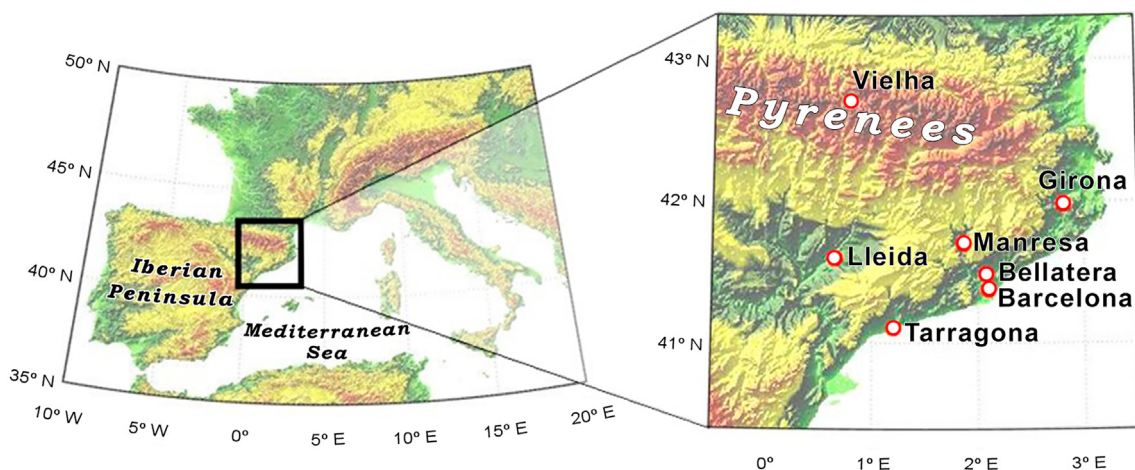 50º N
45º N
40º N
35º N
10º W
5º W
0º
5º E
10º E
15º E
20º E
Iberian
Peninsula
Mediterranean
Sea
43º N
42º N
41º N
0º
1º E
2º E
3º E
Vielha
Pyrenees
Girona
Manresa
Lleida
Bellatera
Barcelona
Tarragona